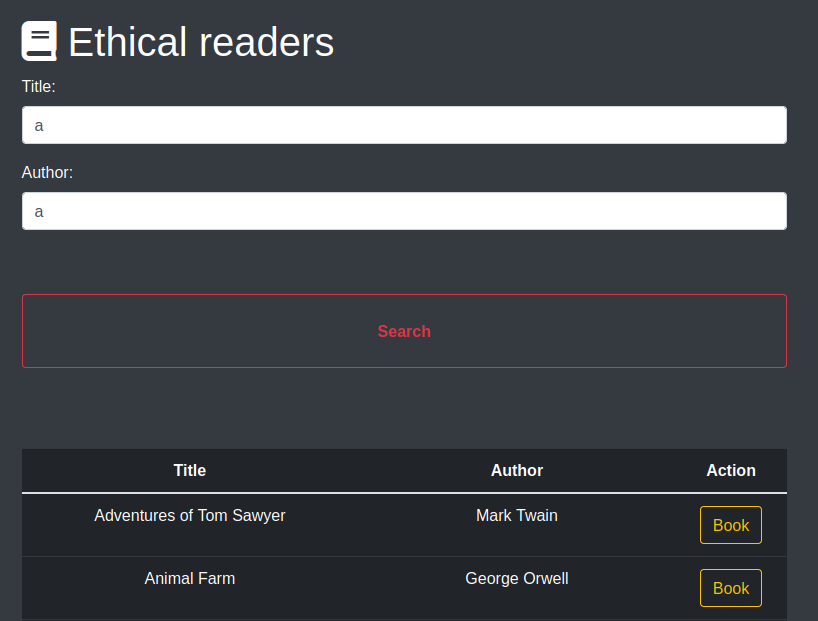 Ethical readers
Title:
a
Author:
a
Search
Title Author Action
Adventures of Tom Sawyer Mark Twain Book
Animal Farm George Orwell Book